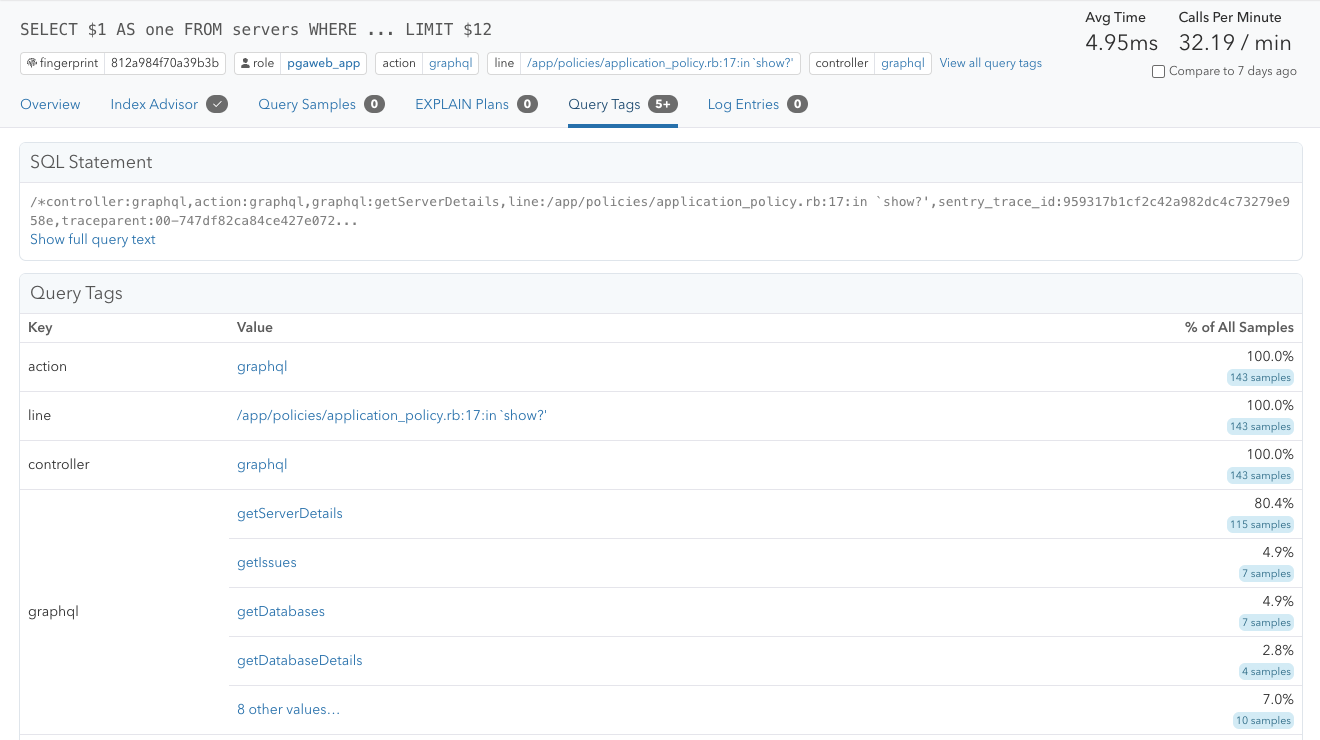 SELECT $1 AS one FROM servers WHERE ... LIMIT $12
Avg Time Calls Per Minute
4.95ms 32.19 / min
fingerprint 812a984f70a39b3b role pgaweb_app action graphql line /app/policies/application_policy.rb:17:in `show?' controller graphql View all query tags
Compare to 7 days ago
Overview Index Advisor Query Samples 0 EXPLAIN Plans 0 Query Tags 5+ Log Entries 0
SQL Statement
/*controller:graphql,action:graphql,graphql:getServerDetails,line:/app/policies/application_policy.rb:17:in `show?',sentry_trace_id:959317b1cf2c42a982dc4c73279e9
58e,traceparent:00-747df82ca84ce427e072...
Show full query text
Query Tags
Key Value % of All Samples
action graphql 100.0%
143 samples
line /app/policies/application_policy.rb:17:in `show?' 100.0%
143 samples
controller graphql 100.0%
143 samples
graphql
getServerDetails 80.4%
115 samples
getIssues 4.9%
7 samples
getDatabases 4.9%
7 samples
getDatabaseDetails 2.8%
4 samples
8 other values… 7.0%
10 samples